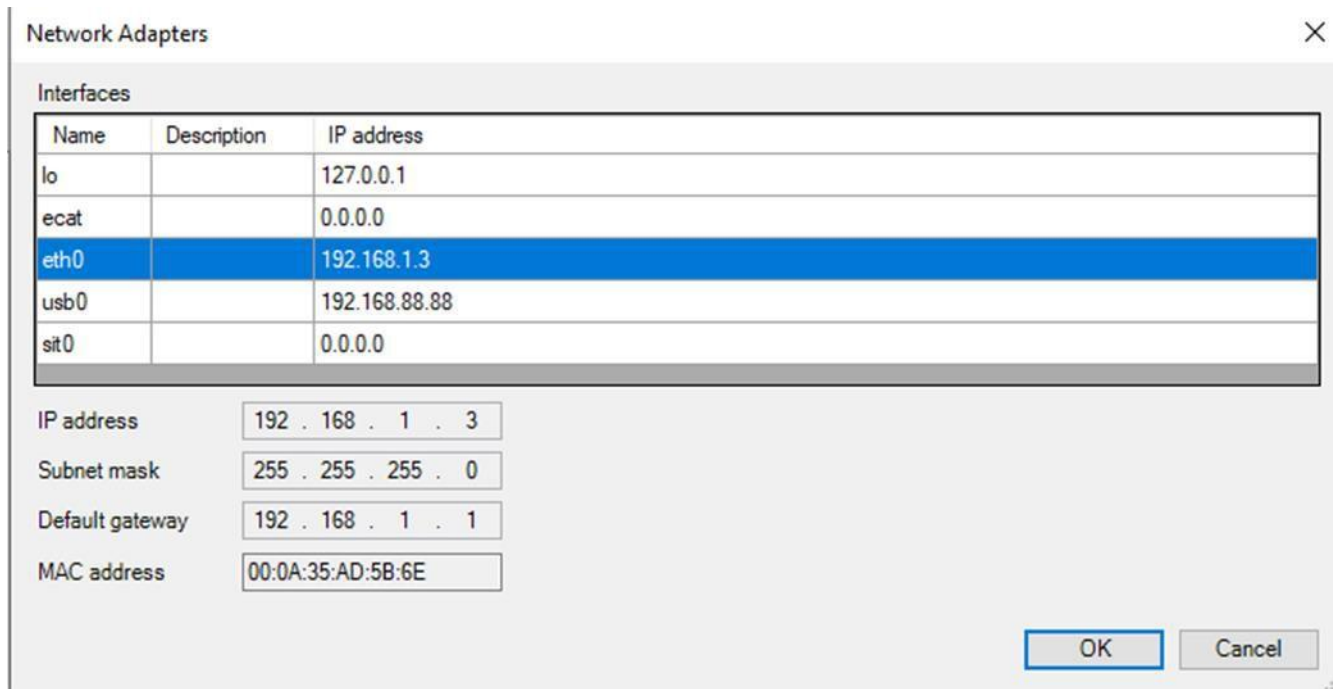 Network Adapters
Interfaces
Name Description IP address
lo 127.0.0.1
ecat 0.0.0.0
eth0 192.168.1.3
usb0 192.168.88.88
sit0 0.0.0.0
IP address 192 . 168 . 1 . 3
Subnet mask 255 . 255 . 255 . 0
Default gateway 192 . 168 . 1 . 1
MAC address 00:0A:35:AD:5B:6E
OK Cancel